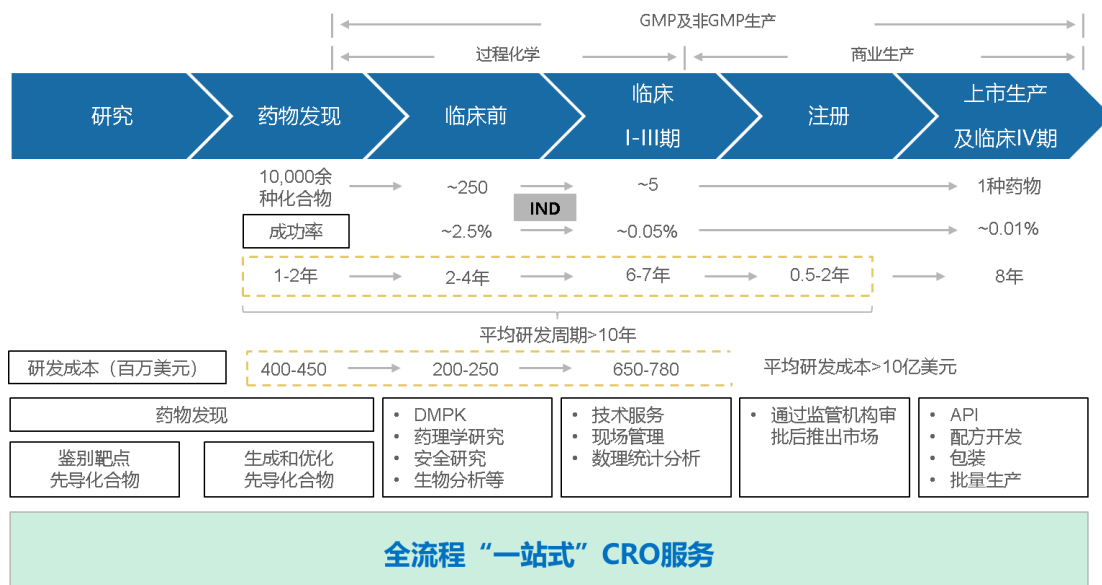 GMP及非GMP生产
过程化学
商业生产
研究
药物发现
临床前
临床
I-III期
注册
上市生产
及临床IV期
10,000余
种化合物
~250
~5
1种药物
IND
成功率
~2.5%
~0.05%
~0.01%
1-2年
2-4年
6-7年
0.5-2年
8年
平均研发周期>10年
研发成本（百万美元）
400-450
200-250
650-780
平均研发成本>10亿美元
药物发现
鉴别靶点
先导化合物
生成和优化
先导化合物
• DMPK
• 药理学研究
• 安全研究
• 生物分析等
• 技术服务
• 现场管理
• 数理统计分析
• 通过监管机构审
批后推出市场
• API
• 配方开发
• 包装
• 批量生产
全流程“一站式”CRO服务